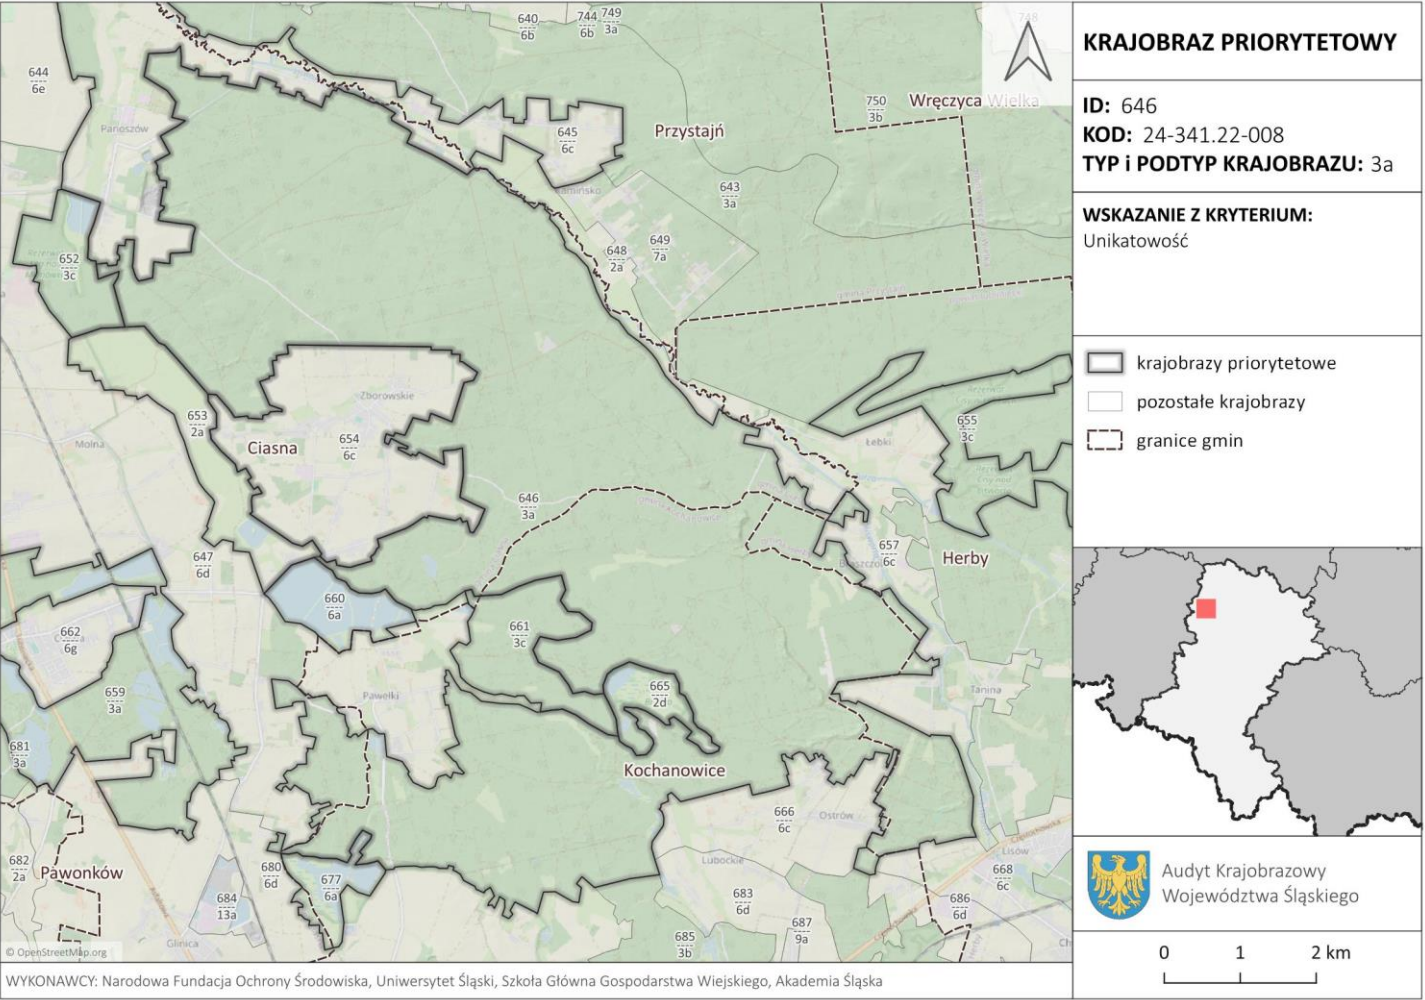 KRAJOBRAZ PRIORYTETOWY
ID: 646
KOD: 24-341.22-008
TYP i PODTYP KRAJOBRAZU: 3a
WSKAZANIE Z KRYTERIUM:
Unikatowość
krajobrazy priorytetowe
pozostałe krajobrazy
granice gmin
Audyt Krajobrazowy
Województwa Śląskiego
0 1 2 km
640
6b
744
6b
749
3a
748
644
6e
Panoszów
750
3b
Wręczyca Wielka
Przystajń
645
6c
Kamińsko
643
3a
648
2a
649
7a
652
3c
653
2a
Zborowskie
654
6c
Ciasna
Molna
655
3c
Łebki
646
3a
657
6c
Herby
647
6d
660
6a
662
6g
661
3c
665
2d
659
3a
Pawełki
Tanina
681
3a
Kochanowice
666
6c
Ostrów
Lubockie
Częstochowska
Lisów
668
6c
682
2a
Pawonków
680
6d
677
6a
684
13a
683
6d
686
6d
687
9a
685
3b
Glinica
© OpenStreetMap.org
WYKONAWCY: Narodowa Fundacja Ochrony Środowiska, Uniwersytet Śląski, Szkoła Główna Gospodarstwa Wiejskiego, Akademia Śląska